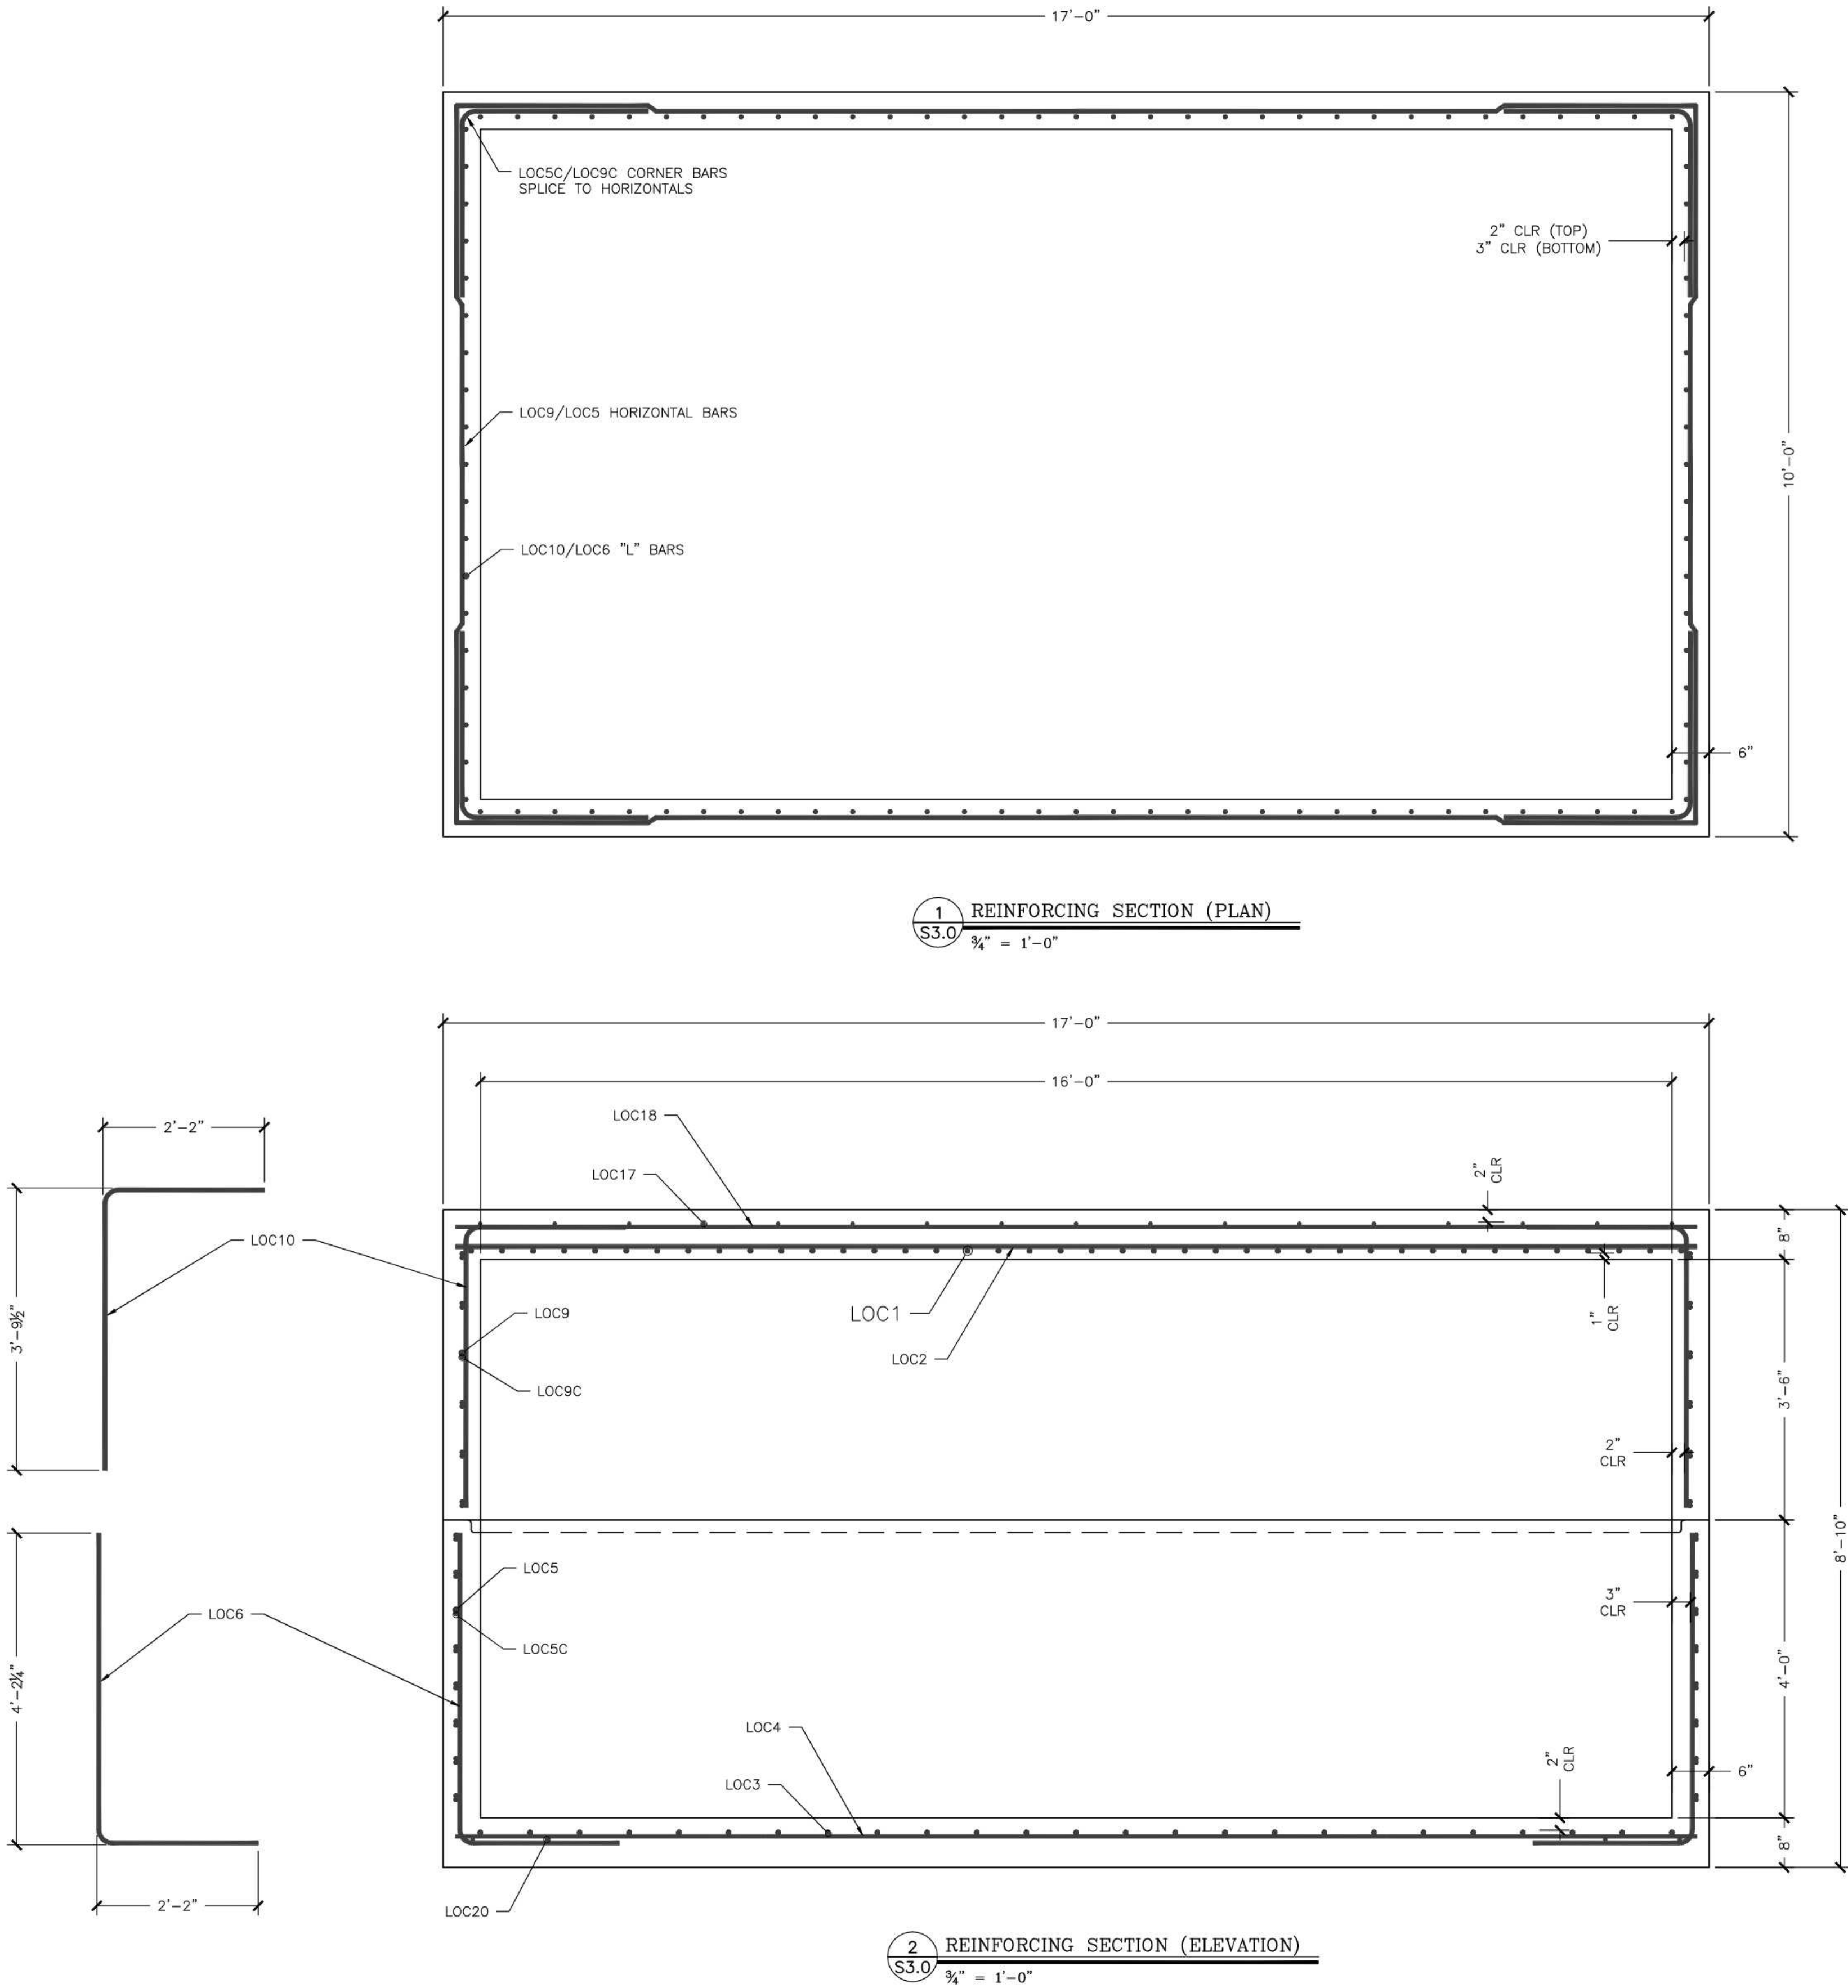 17'-0"
LOC5C/LOC9C CORNER BARS
SPLICE TO HORIZONTALS
2" CLR (TOP)
3" CLR (BOTTOM)
LOC9/LOC5 HORIZONTAL BARS
10'-0"
LOC10/LOC6 "L" BARS
6"
1
S3.0
REINFORCING SECTION (PLAN)
¾" = 1'-0"
17'-0"
16'-0"
LOC18
2'-2"
LOC17
2"
CLR
8"
LOC10
LOC9
LOC1
1"
CLR
3'-9½"
LOC2
LOC9C
3'-6"
2"
CLR
8'-10"
LOC5
3"
CLR
LOC6
LOC5C
4'-2¼"
4'-0"
LOC4
2"
CLR
6"
LOC3
8"
2'-2"
LOC20
2
S3.0
REINFORCING SECTION (ELEVATION)
¾" = 1'-0"